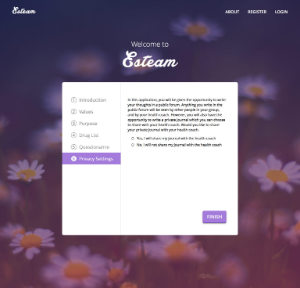 Esteam
ABOUT REGISTER LOGIN
Welcome to
Esteam
1 Introduction
2 Values
3 Purpose
4 Drug List
5 Questionnaire
6 Privacy Settings
In this application, you will be given the opportunity to write
your thoughts in a public forum. Anything you write in the
public forum will be seen by other people in your group,
and by your health coach. However, you will also have the
opportunity to write a private journal which you can choose
to share with your health coach. Would you like to share
your private journal with your health coach
Yes, I will share my journal with the health coach
No, I will not share my journal with the health coach
FINISH